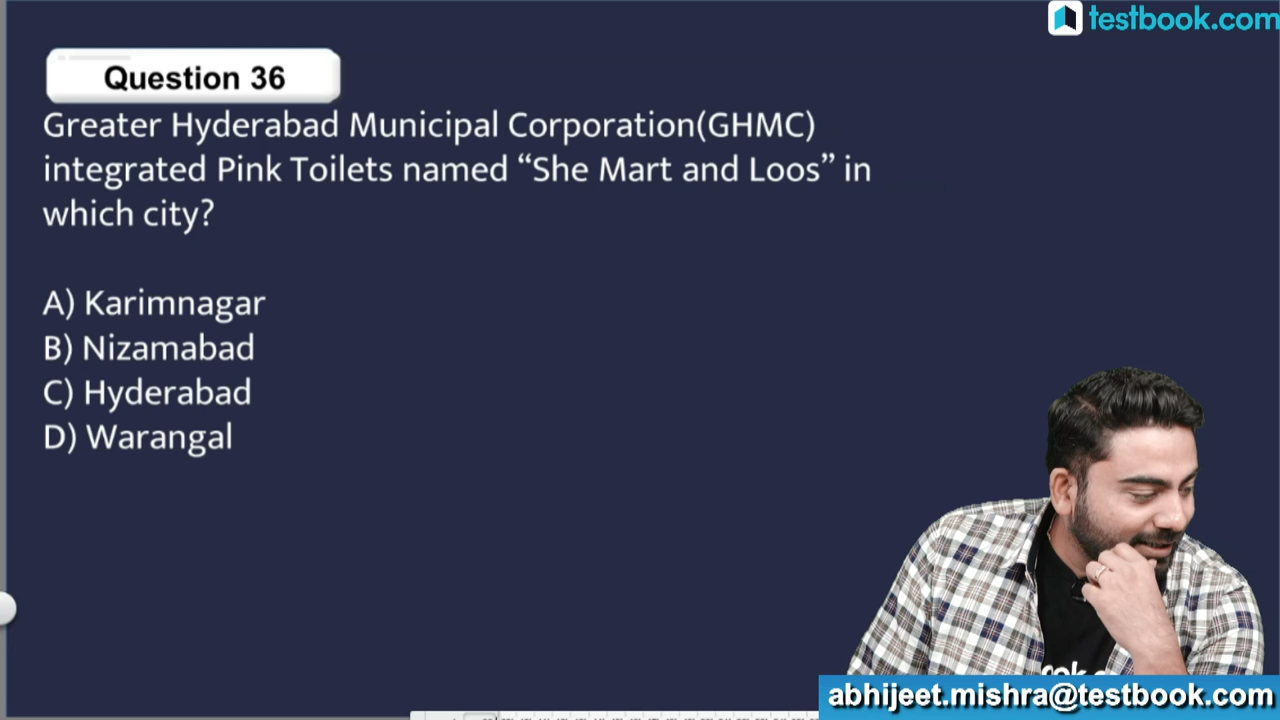 testbook.com
Question 36
Greater Hyderabad Municipal Corporation(GHMC)
integrated Pink Toilets named “She Mart and Loos” in
which city?
A) Karimnagar
B) Nizamabad
C) Hyderabad
D) Warangal
abhijeet.mishra@testbook.com